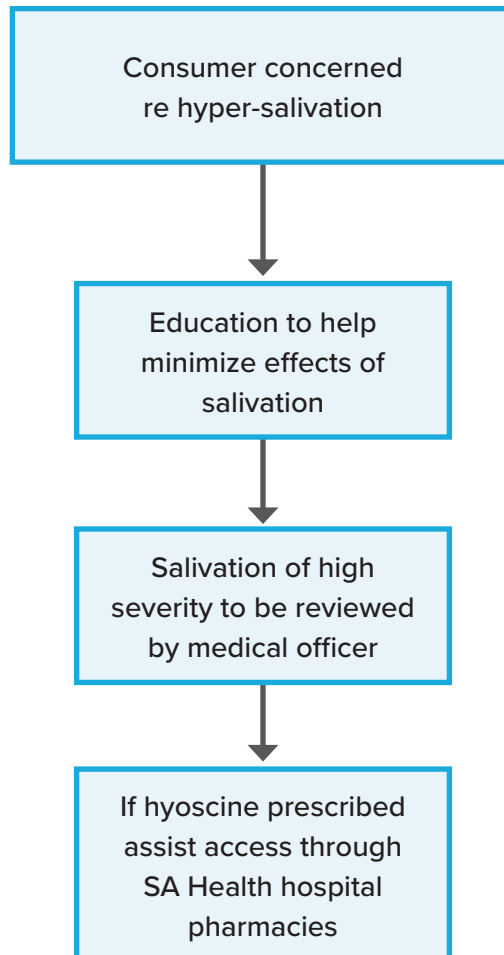 Consumer concerned
re hyper-salivation
Education to help
minimize effects of
salivation
Salivation of high
severity to be reviewed
by medical officer
If hyoscine prescribed
assist access through
SA Health hospital
pharmacies